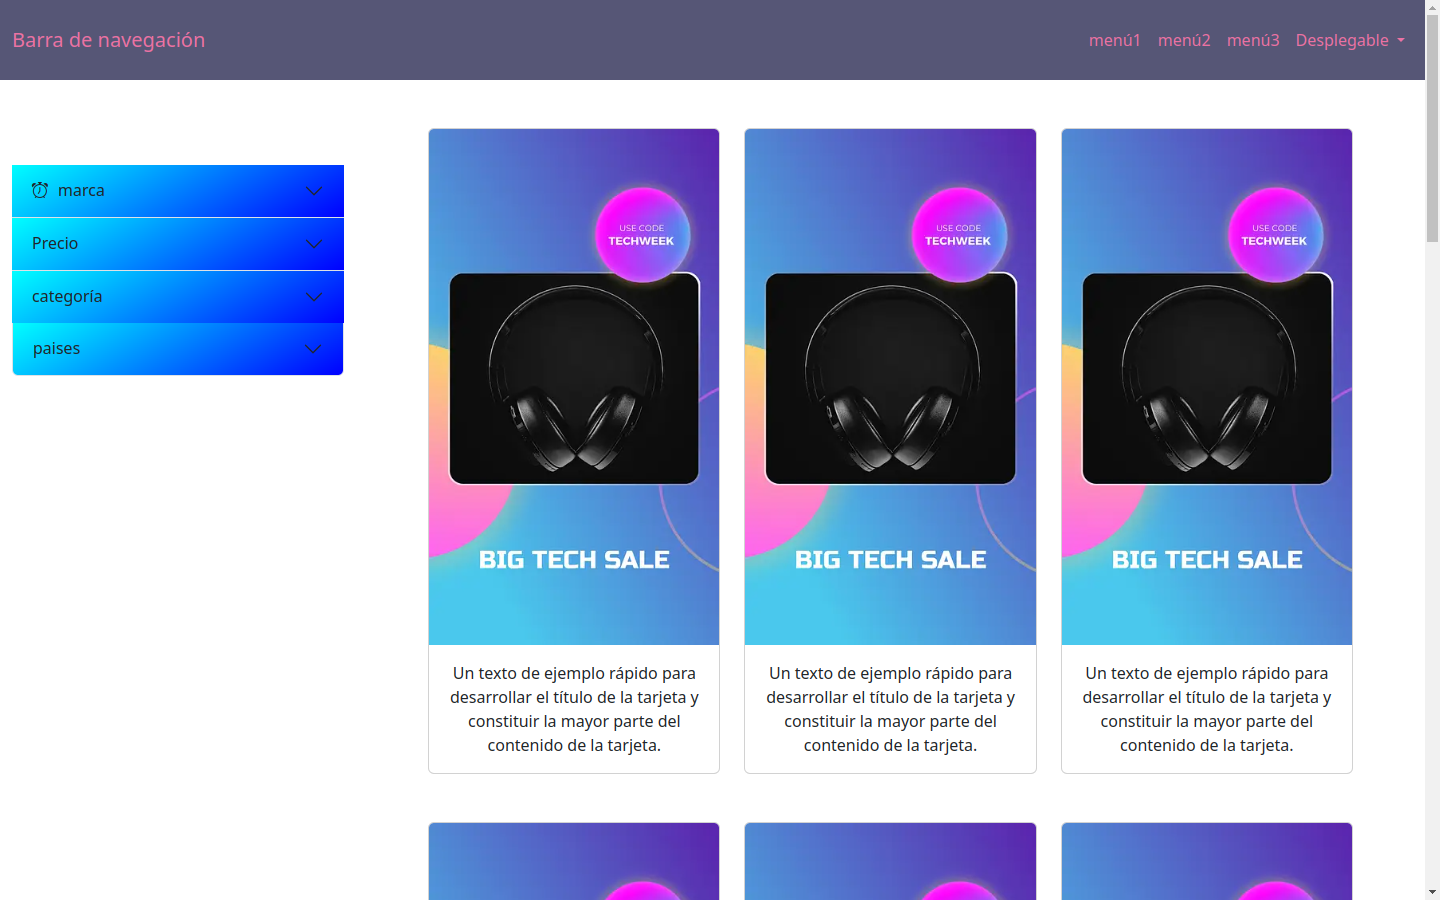 Barra de navegación
menú1 menú2 menú3 Desplegable
marca
Precio
categoría
paises
USE CODE
TECHWEEK
BIG TECH SALE
Un texto de ejemplo rápido para
desarrollar el título de la tarjeta y
constituir la mayor parte del
contenido de la tarjeta.
USE CODE
TECHWEEK
BIG TECH SALE
Un texto de ejemplo rápido para
desarrollar el título de la tarjeta y
constituir la mayor parte del
contenido de la tarjeta.
USE CODE
TECHWEEK
BIG TECH SALE
Un texto de ejemplo rápido para
desarrollar el título de la tarjeta y
constituir la mayor parte del
contenido de la tarjeta.